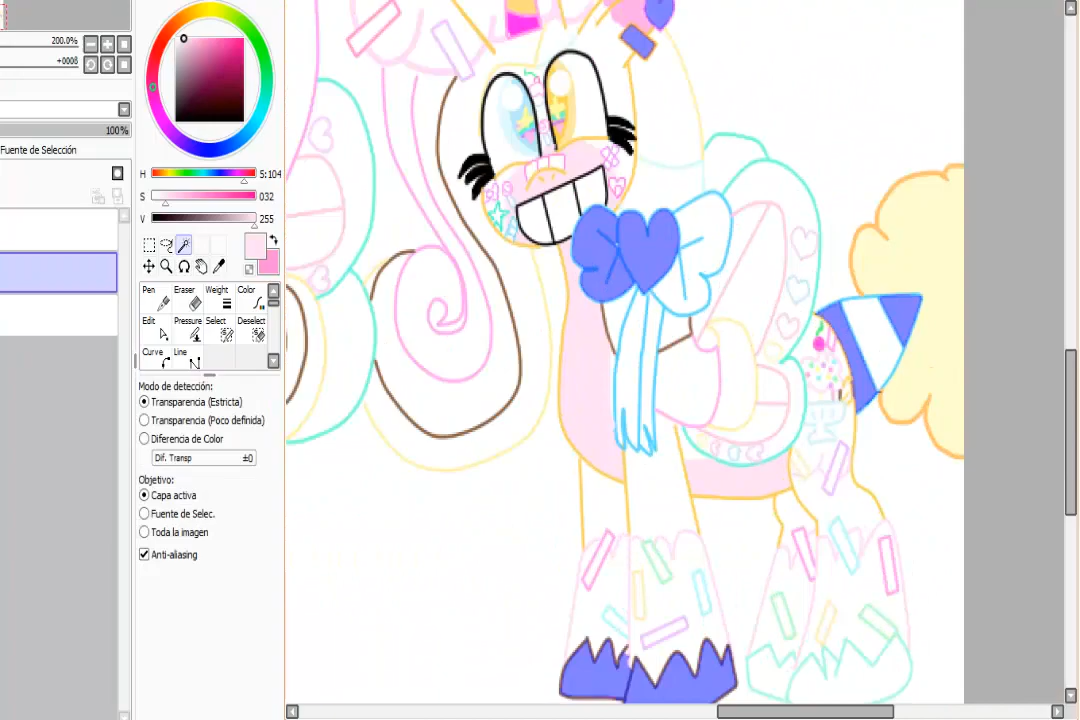 200.0%
+0008
100%
Fuente de Selección
H 5:104
S 032
V 255
Pen Eraser Weight Color
Edit Pressure Select Deselect
Curve Line
Modo de detección:
Transparencia (Estricta)
Transparencia (Poco definida)
Diferencia de Color
Dif. Transp ±0
Objetivo:
Capa activa
Fuente de Selec.
Toda la imagen
Anti-aliasing